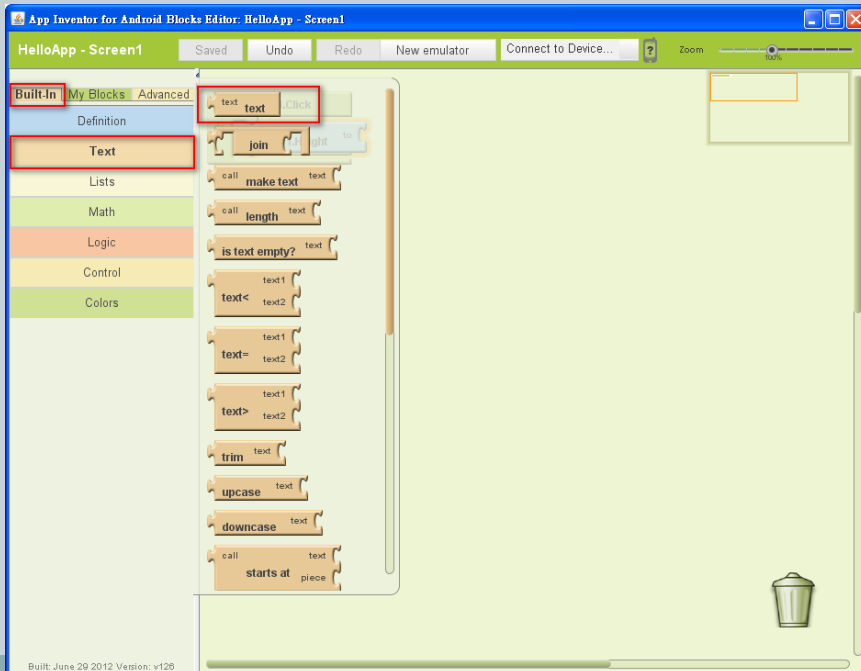 App Inventor for Android Blocks Editor: HelloApp - Screen1
HelloApp - Screen1 Saved Undo Redo New emulator Connect to Device... ? Zoom
100%
Built-In My Blocks Advanced
Definition
Text
Lists
Math
Logic
Control
Colors
text text
.Click
join
ght to
call make text text
call length text
is text empty? text
text< text1
text2
text= text1
text2
text> text1
text2
trim text
upcase text
downcase text
call text
starts at piece
Built: June 29 2012 Version: v126